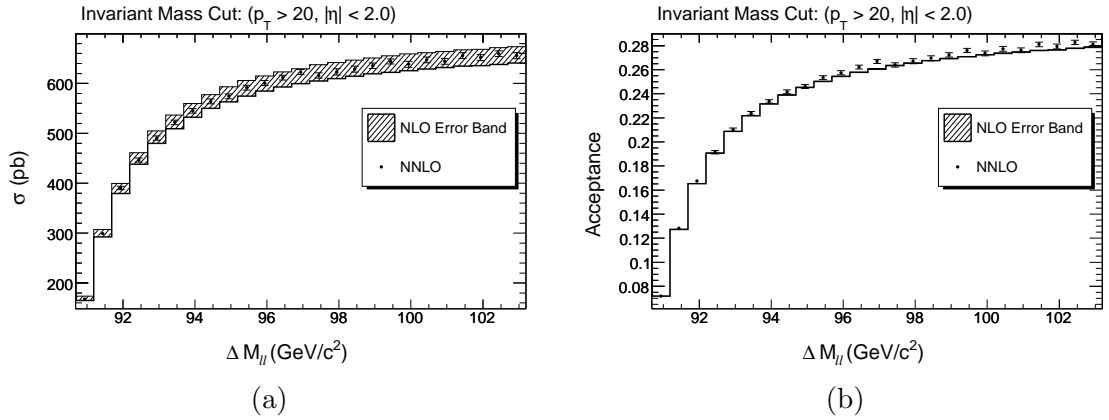 Invariant Mass Cut: (p_T > 20, |η| < 2.0)
σ (pb)
600
500
400
300
200
NLO Error Band
NNLO
92 94 96 98 100 102
Δ M_ll (GeV/c²)
(a)
Invariant Mass Cut: (p_T > 20, |η| < 2.0)
Acceptance
0.28
0.26
0.24
0.22
0.2
0.18
0.16
0.14
0.12
0.1
0.08
NLO Error Band
NNLO
92 94 96 98 100 102
Δ M_ll (GeV/c²)
(b)